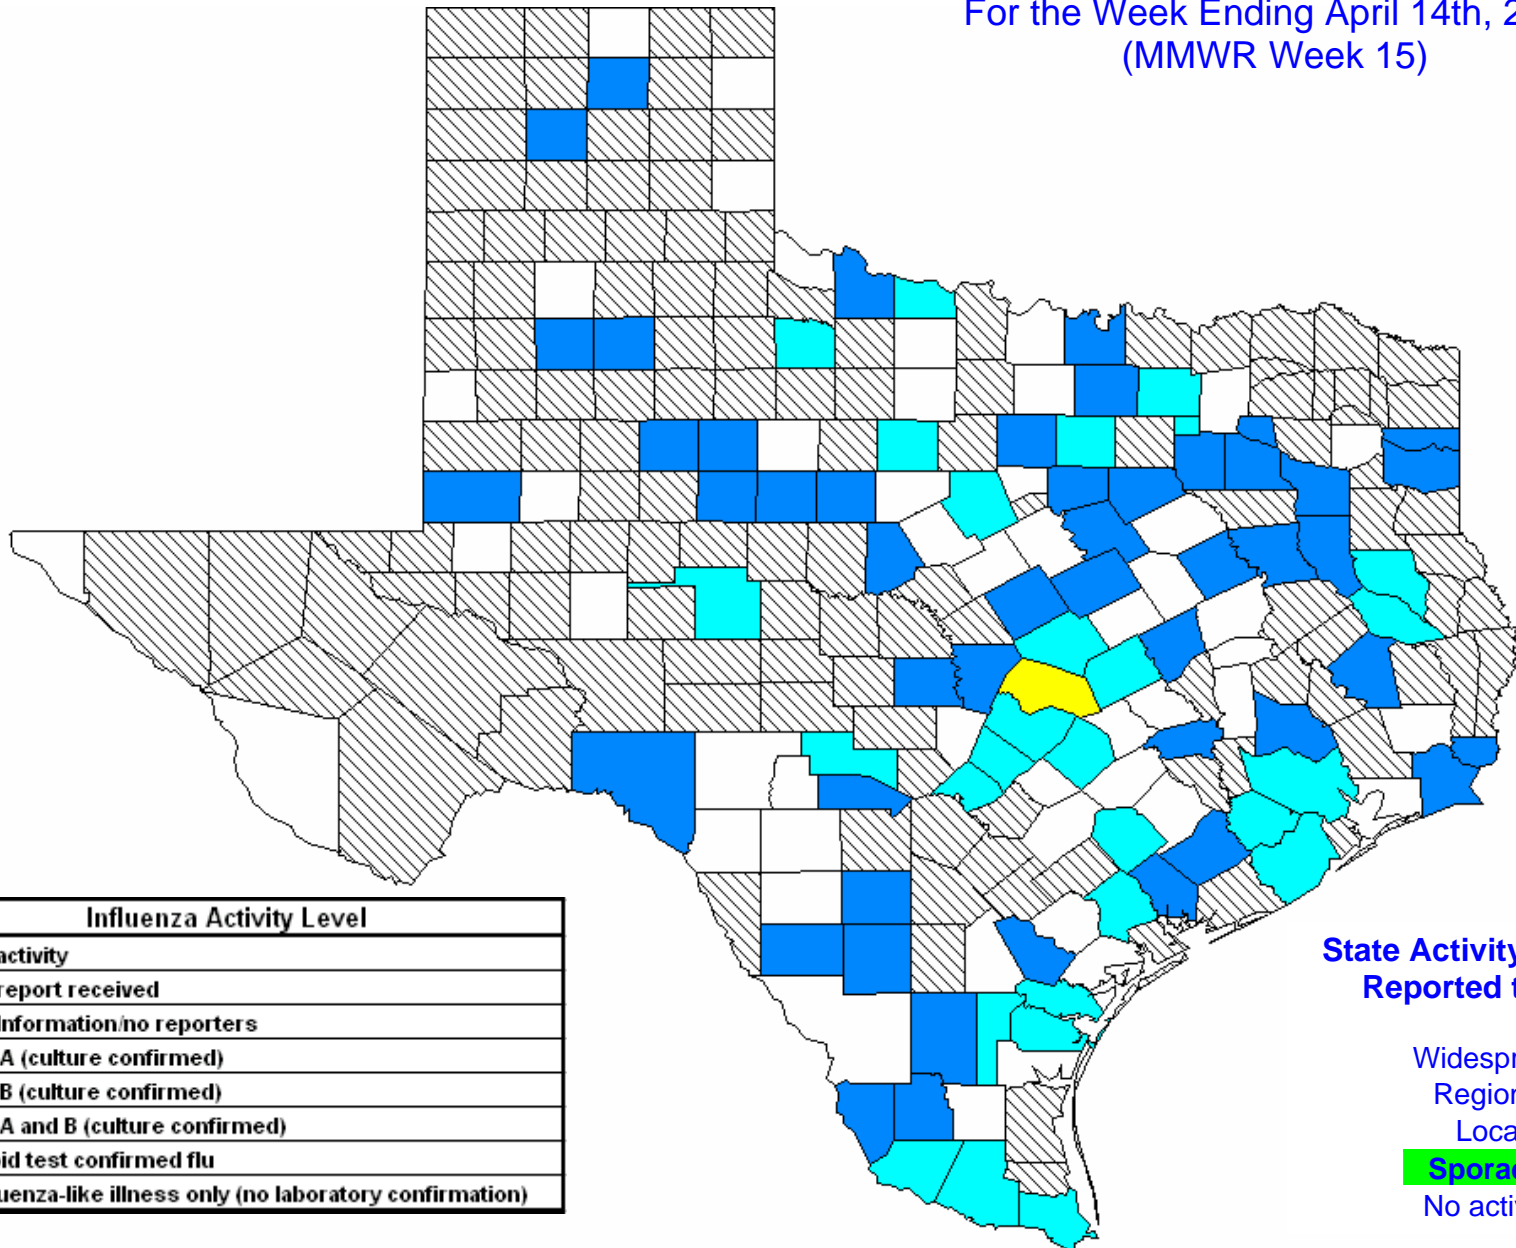 For the Week Ending April 14th, 2
(MMWR Week 15)
Influenza Activity Level
activity
report received
Information/no reporters
A (culture confirmed)
B (culture confirmed)
A and B (culture confirmed)
id test confirmed flu
uenza-like illness only (no laboratory confirmation)
State Activity
Reported t
Widespr
Region
Loca
Sporad
No activ